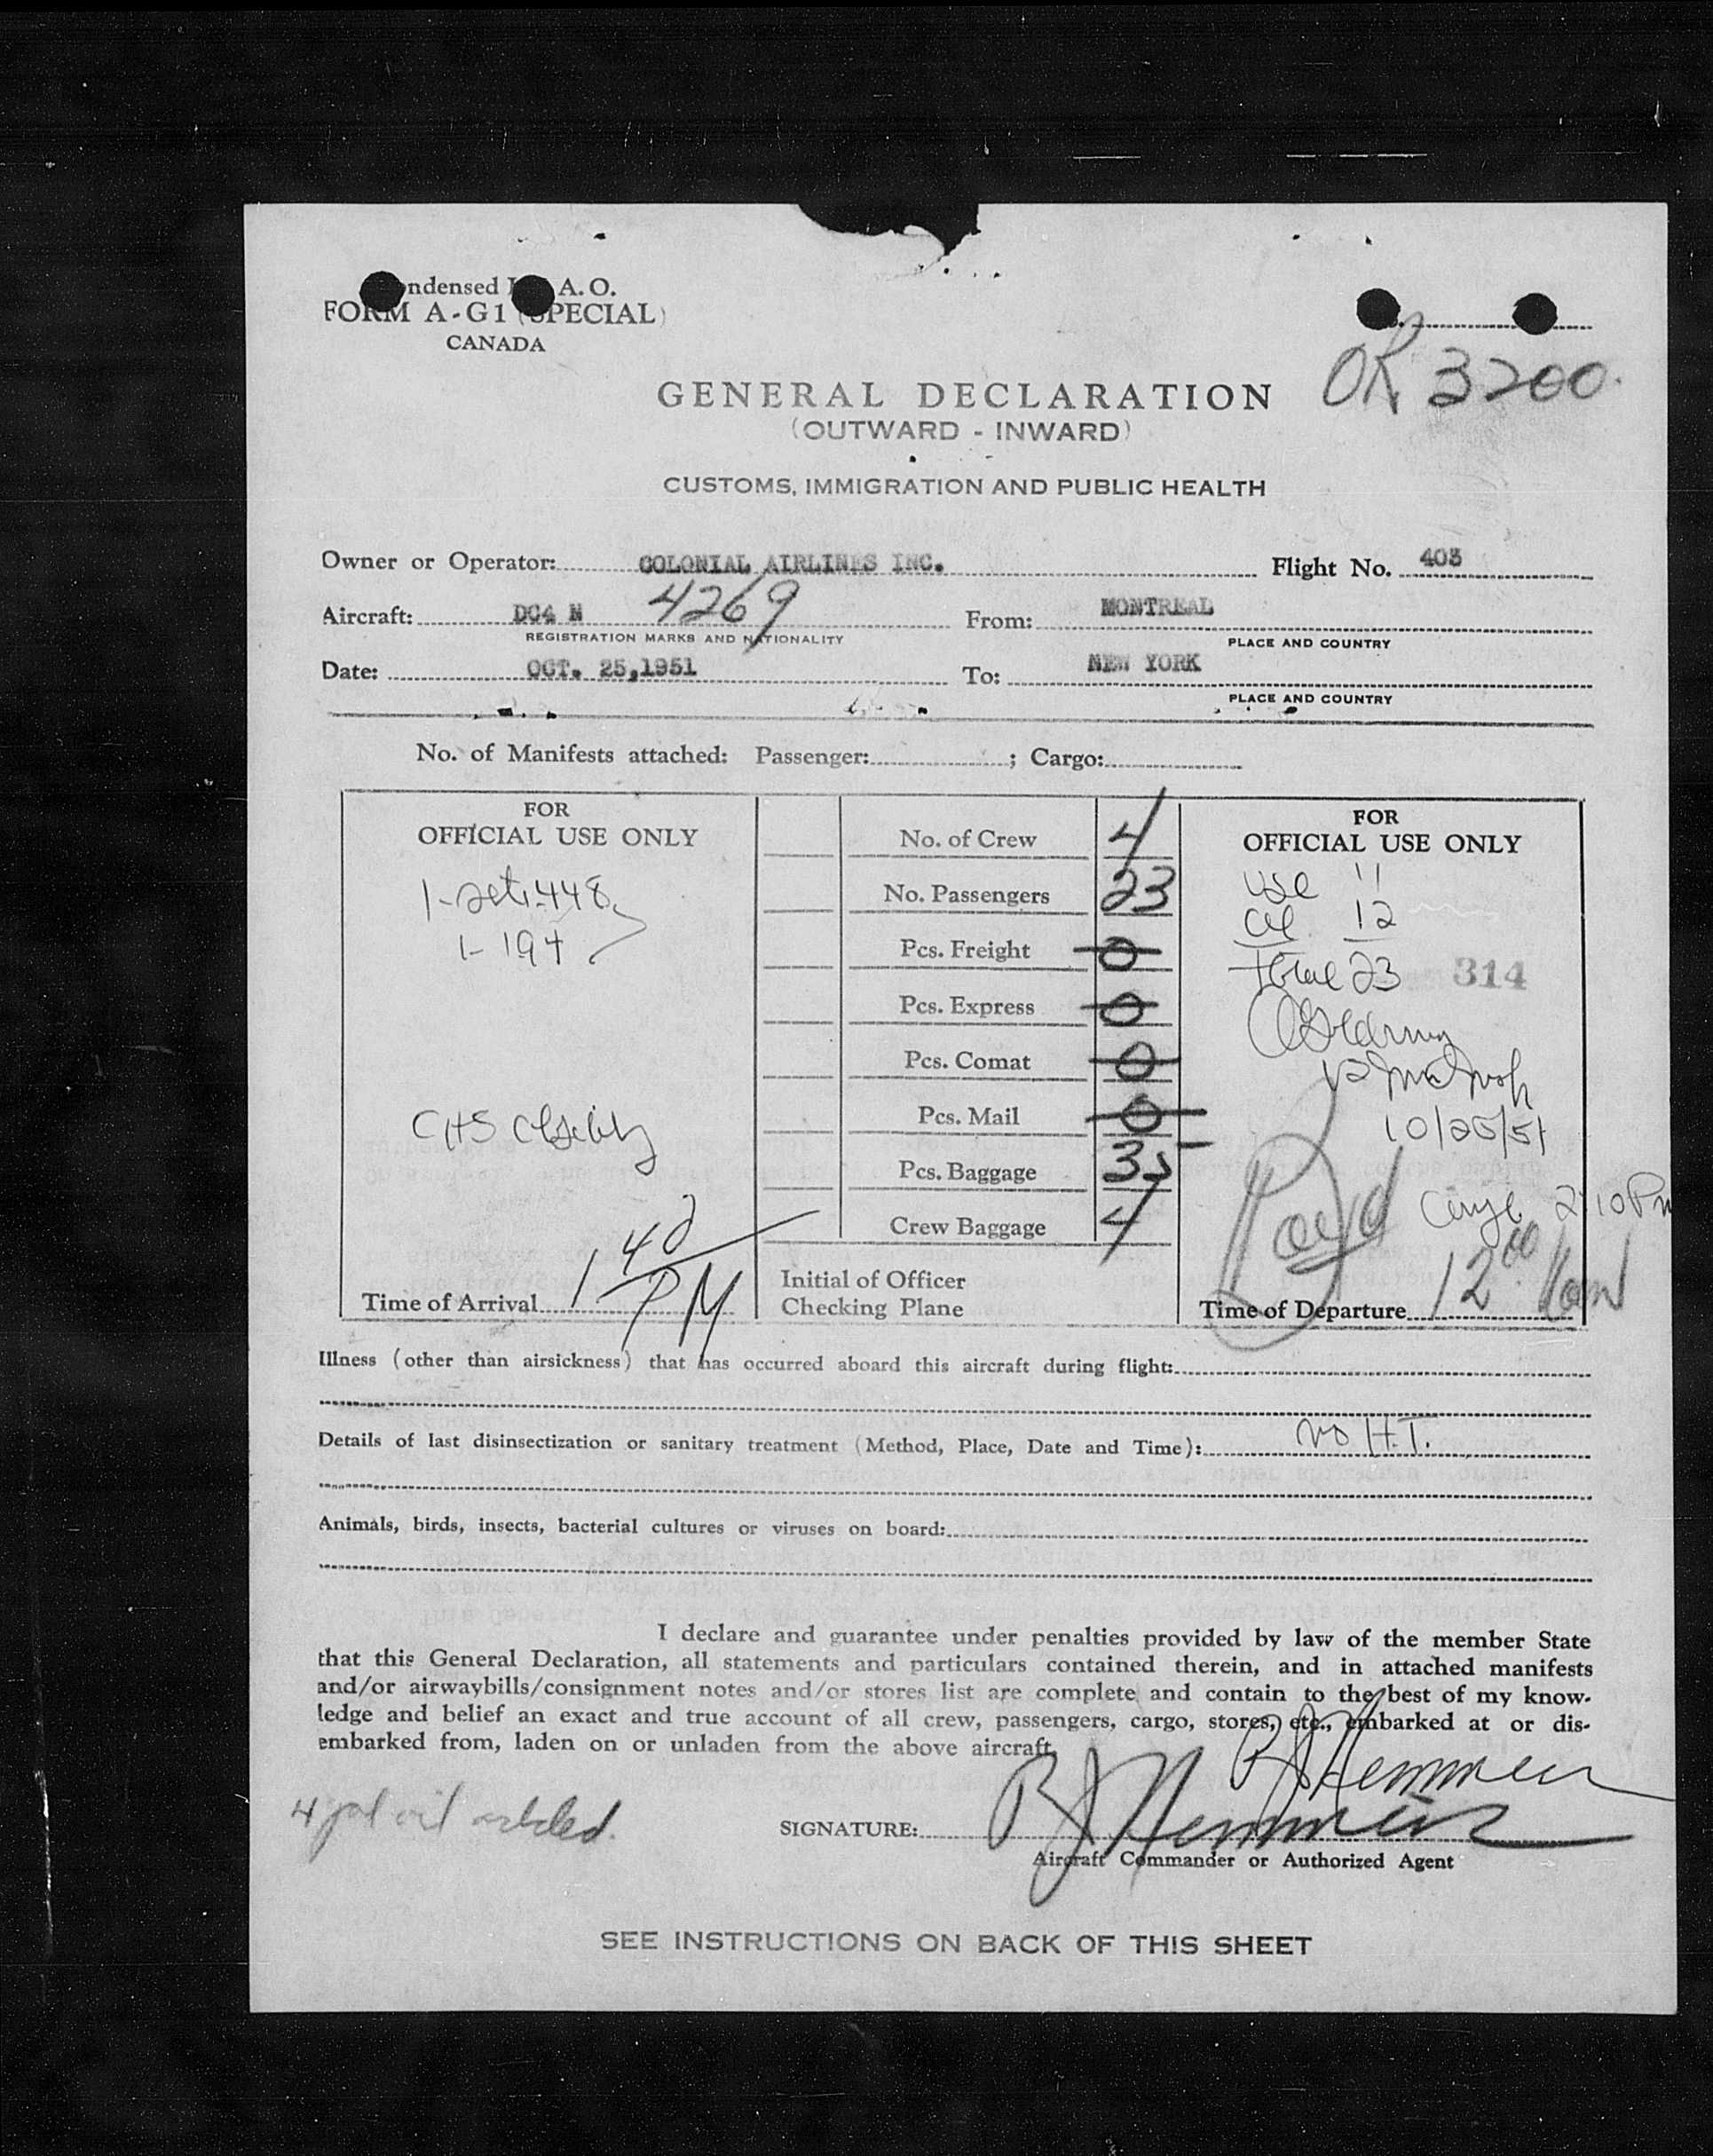 ndensed I A. O.
FORM A-G1 (SPECIAL)
CANADA
OK 3200.
GENERAL DECLARATION
(OUTWARD - INWARD)
CUSTOMS, IMMIGRATION AND PUBLIC HEALTH
Owner or Operator: COLONIAL AIRLINES INC. Flight No. 403
Aircraft: DC4 N 4269 From: MONTREAL
REGISTRATION MARKS AND NATIONALITY PLACE AND COUNTRY
Date: OCT. 25,1951 To: NEW YORK
PLACE AND COUNTRY
No. of Manifests attached: Passenger: ; Cargo:
FOR
OFFICIAL USE ONLY
1- 448
1- 194
CHS
Time of Arrival 1 40 PM
No. of Crew 4
No. Passengers 23
Pcs. Freight 0
Pcs. Express 0
Pcs. Comat 0
Pcs. Mail 0
Pcs. Baggage 35
Crew Baggage 4
Initial of Officer
Checking Plane
FOR
OFFICIAL USE ONLY
usc 11
al 12
Total 23 314
10/25/51
2 10 Pm
Time of Departure 12 00
Illness (other than airsickness) that has occurred aboard this aircraft during flight:
Details of last disinsectization or sanitary treatment (Method, Place, Date and Time): no H.T.
Animals, birds, insects, bacterial cultures or viruses on board:
I declare and guarantee under penalties provided by law of the member State
that this General Declaration, all statements and particulars contained therein, and in attached manifests
and/or airwaybills/consignment notes and/or stores list are complete and contain to the best of my know-
ledge and belief an exact and true account of all crew, passengers, cargo, stores, etc., embarked at or dis-
embarked from, laden on or unladen from the above aircraft.
4 gal oil added.
SIGNATURE:
Aircraft Commander or Authorized Agent
SEE INSTRUCTIONS ON BACK OF THIS SHEET